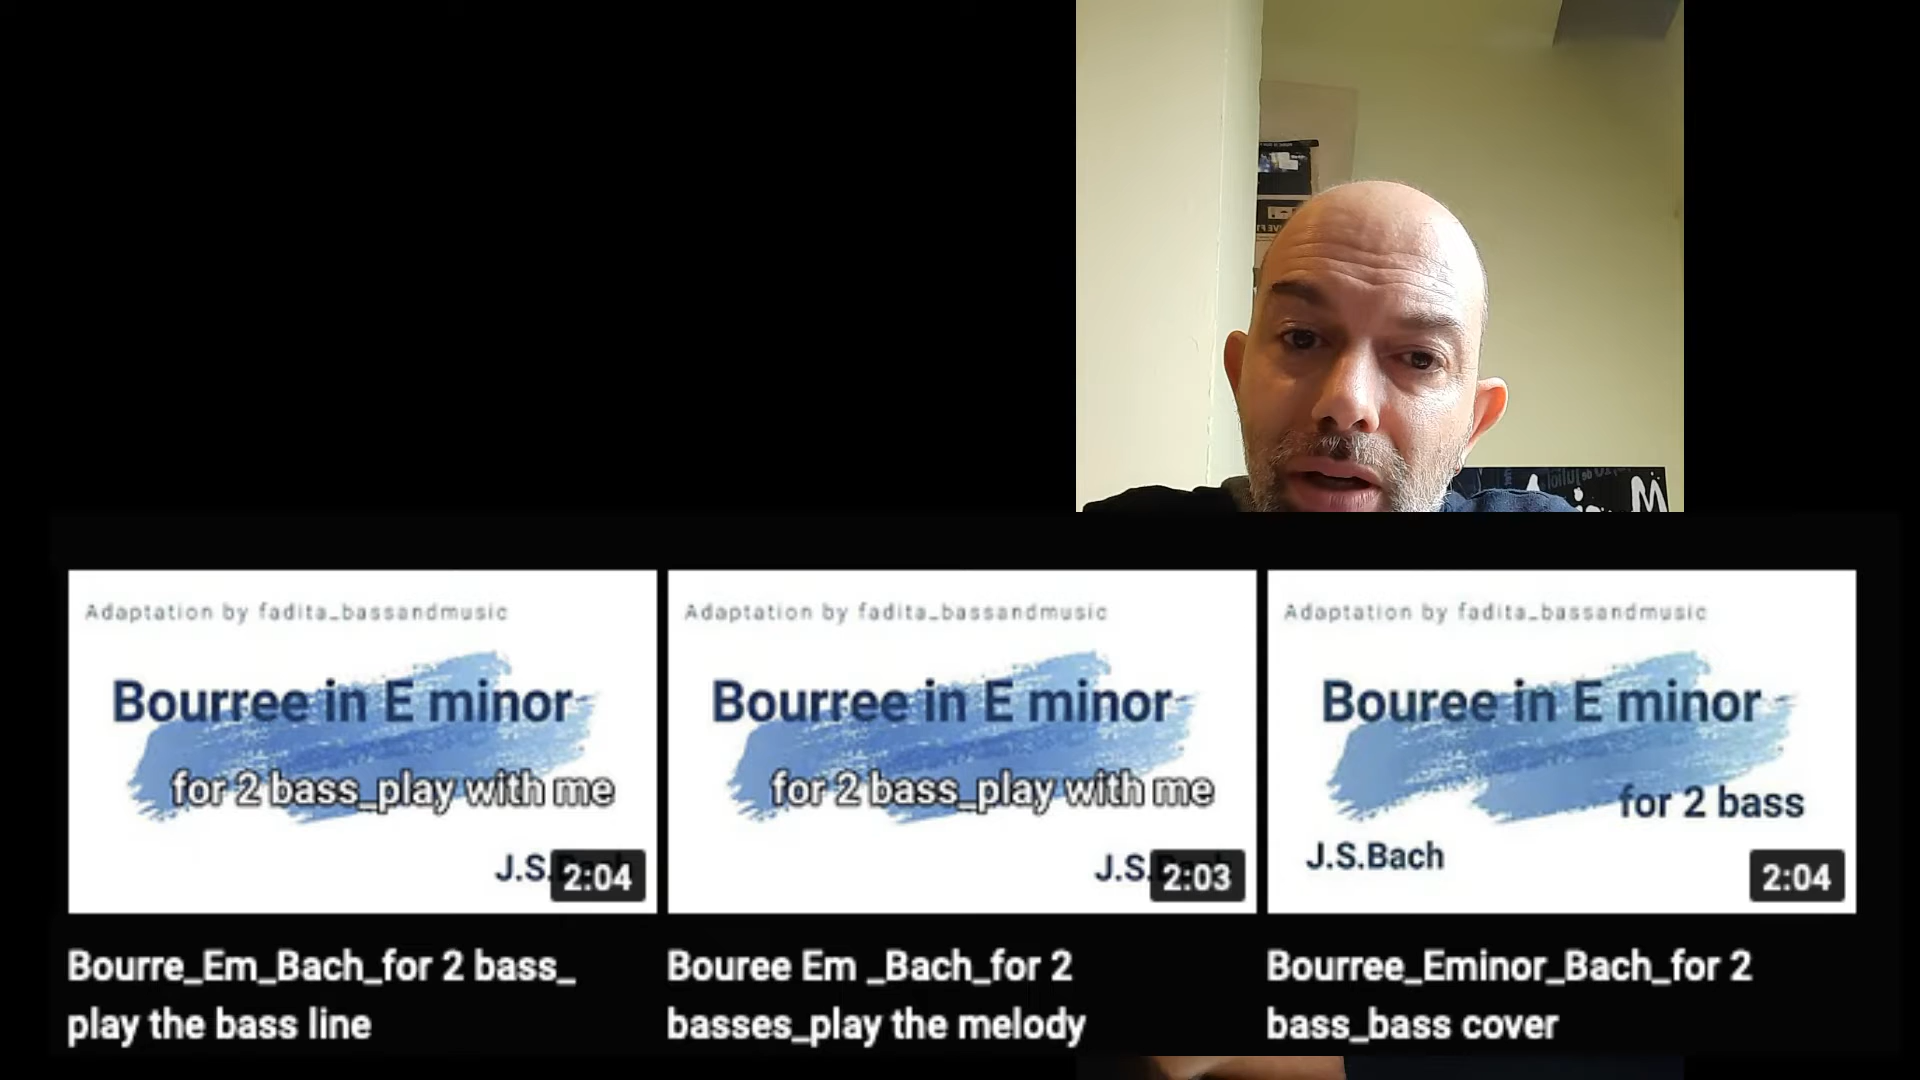 Adaptation by fadita_bassandmusic
Bourree in E minor
for 2 bass_play with me
J.S.
2:04
Bourre_Em_Bach_for 2 bass_
play the bass line
Adaptation by fadita_bassandmusic
Bourree in E minor
for 2 bass_play with me
J.S.
2:03
Bouree Em _Bach_for 2
basses_play the melody
Adaptation by fadita_bassandmusic
Bouree in E minor
for 2 bass
J.S.Bach
2:04
Bourree_Eminor_Bach_for 2
bass_bass cover